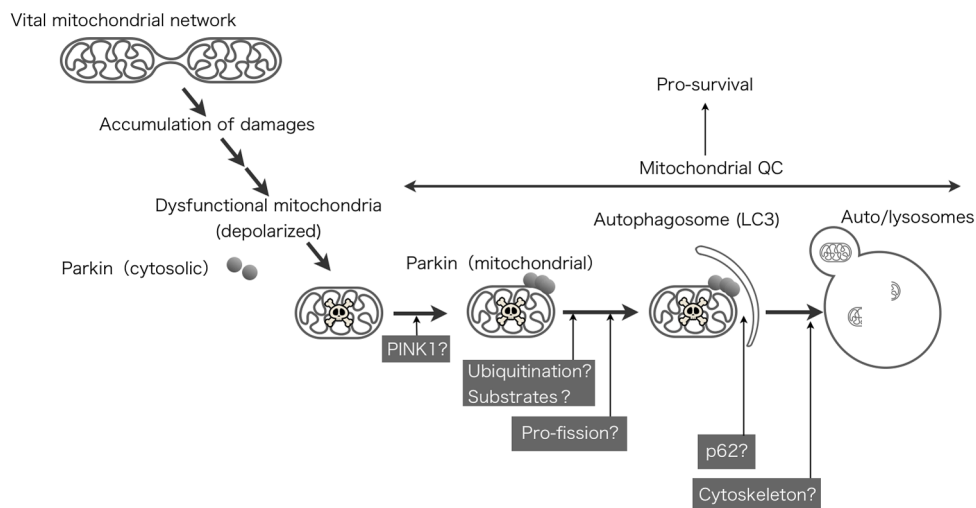 Vital mitochondrial network
Accumulation of damages
Dysfunctional mitochondria
(depolarized)
Parkin（cytosolic）
Pro-survival
Mitochondrial QC
Autophagosome (LC3)
Auto/lysosomes
Parkin（mitochondrial）
PINK1?
Ubiquitination?
Substrates？
Pro-fission?
p62?
Cytoskeleton?